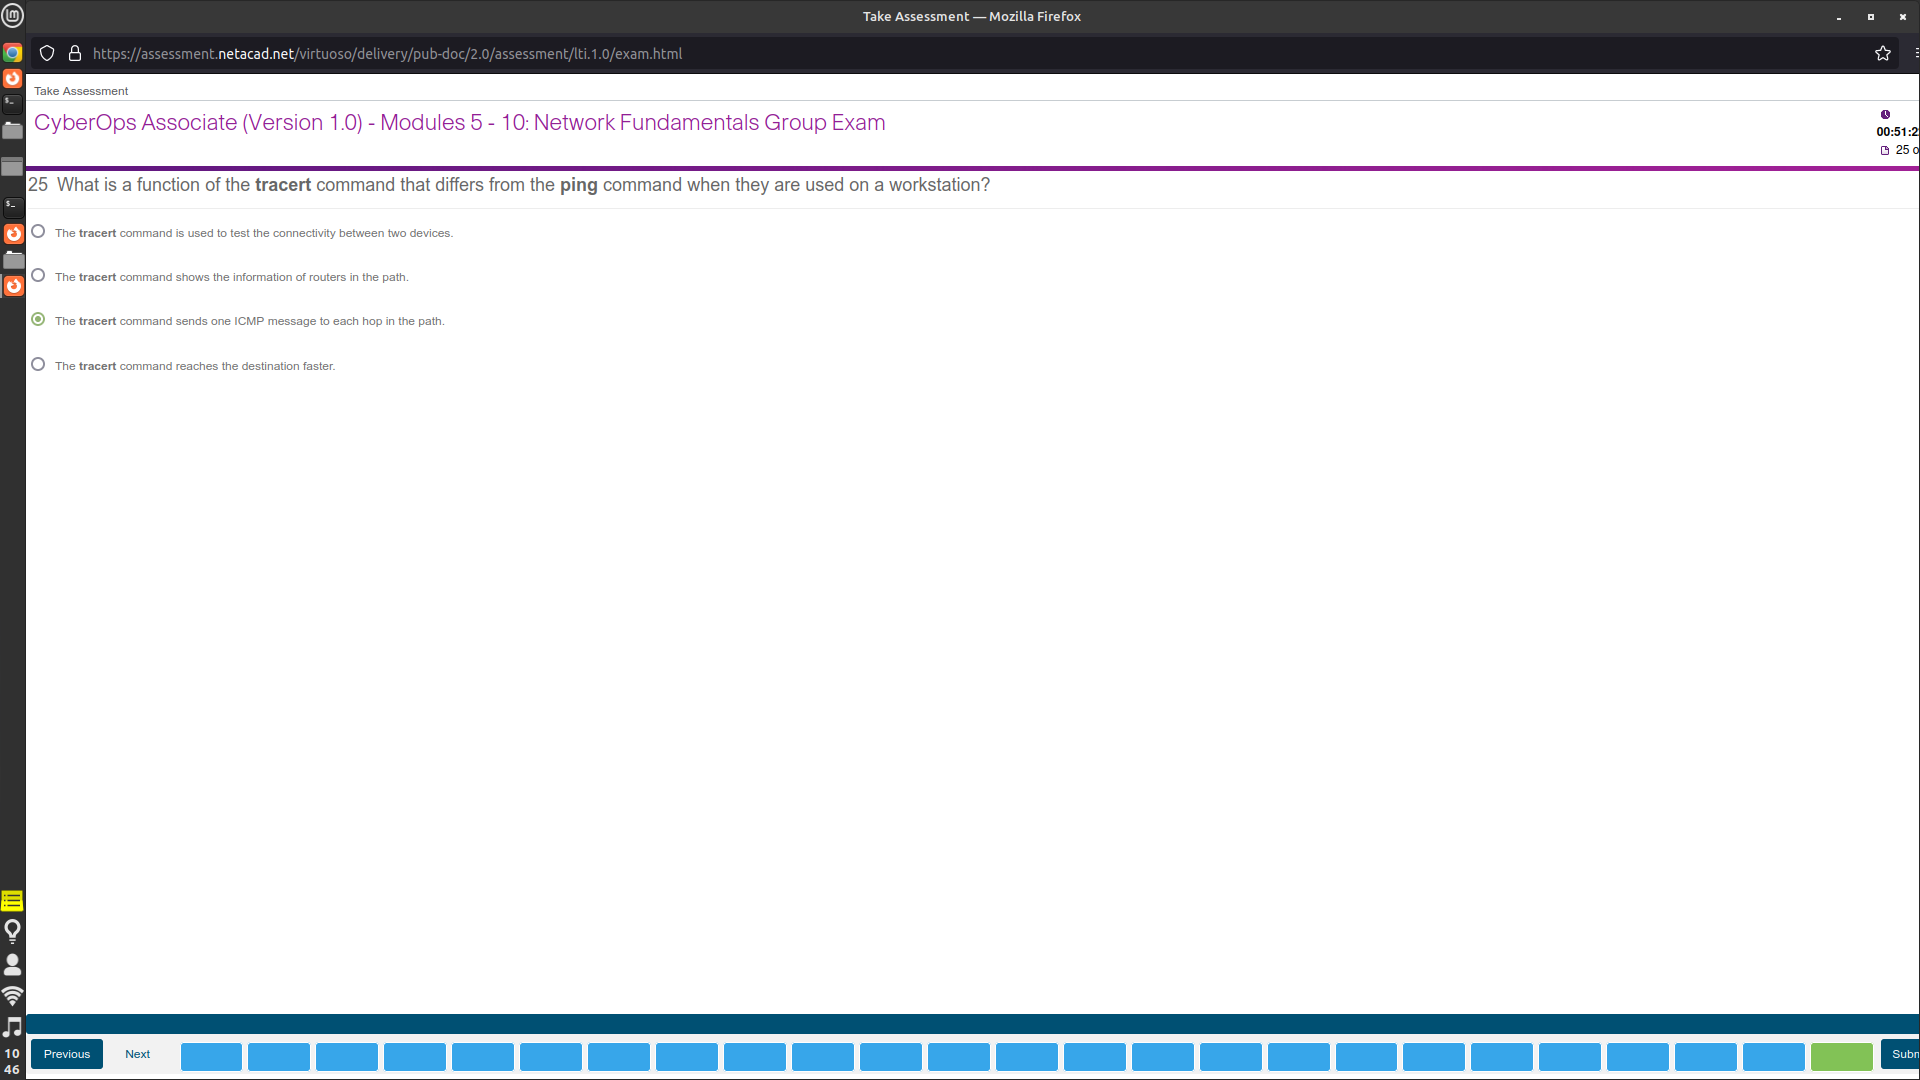 Take Assessment — Mozilla Firefox
https://assessment.netacad.net/virtuoso/delivery/pub-doc/2.0/assessment/lti.1.0/exam.html
Take Assessment
CyberOps Associate (Version 1.0) - Modules 5 - 10: Network Fundamentals Group Exam
00:51:2
25 o
25 What is a function of the tracert command that differs from the ping command when they are used on a workstation?
The tracert command is used to test the connectivity between two devices.
The tracert command shows the information of routers in the path.
The tracert command sends one ICMP message to each hop in the path.
The tracert command reaches the destination faster.
Previous Next Subm
10
46